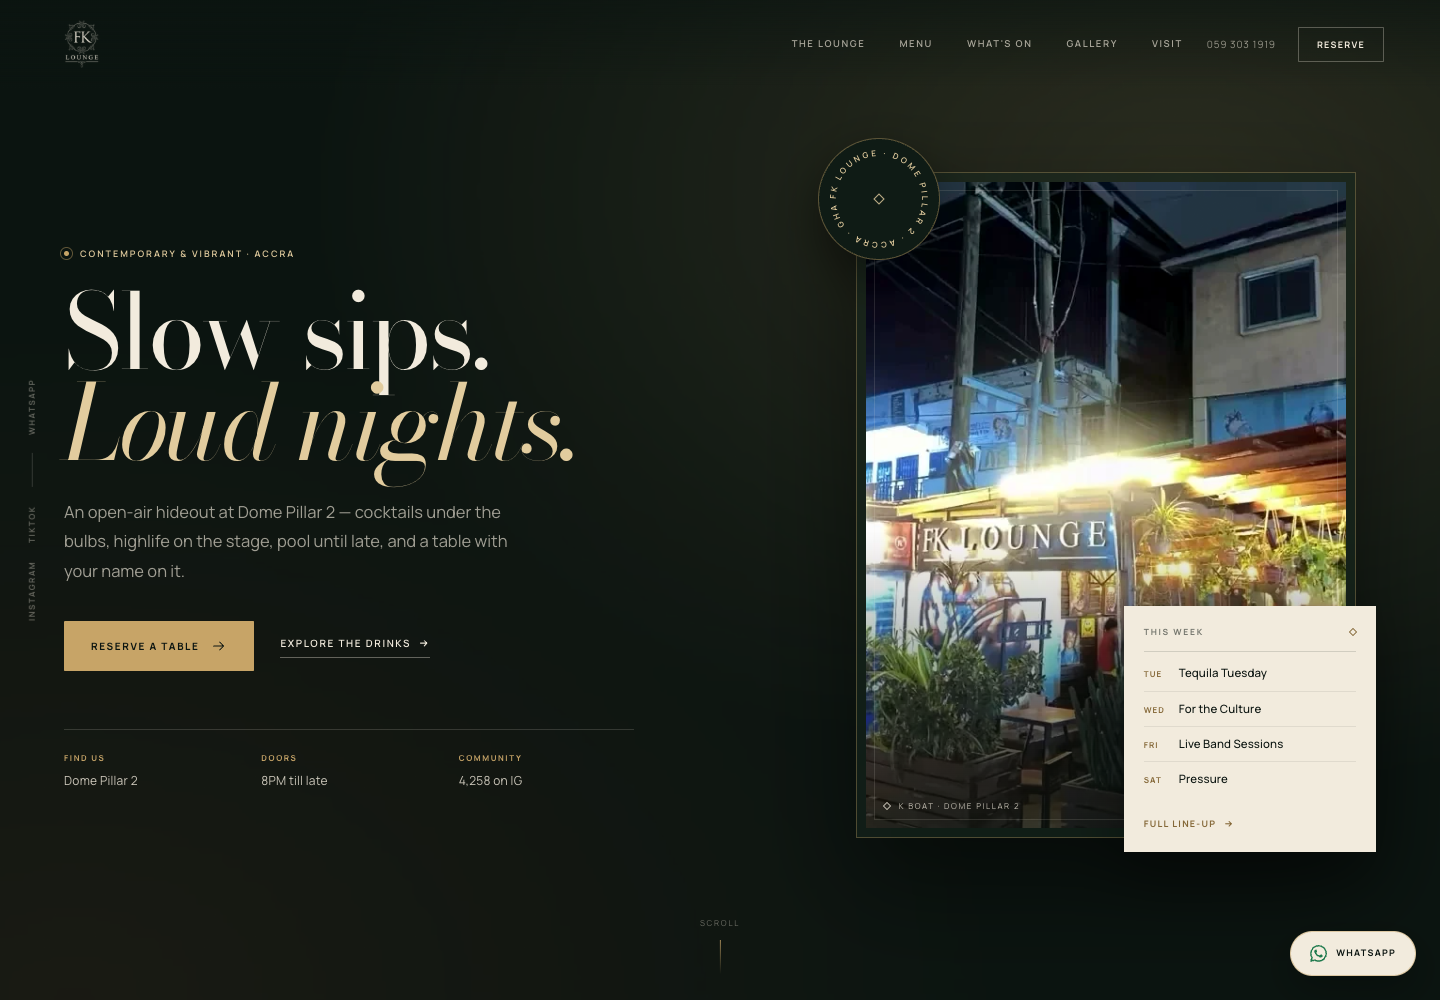 FK
LOUNGE
THE LOUNGE
MENU
WHAT'S ON
GALLERY
VISIT
059 303 1919
RESERVE
CONTEMPORARY & VIBRANT · ACCRA
Slow sips.
Loud nights.
An open-air hideout at Dome Pillar 2 — cocktails under the
bulbs, highlife on the stage, pool until late, and a table with
your name on it.
RESERVE A TABLE →
EXPLORE THE DRINKS →
FIND US
Dome Pillar 2
DOORS
8PM till late
COMMUNITY
4,258 on IG
WHATSAPP
TIKTOK
INSTAGRAM
FK LOUNGE · DOME PILLAR 2 · ACCRA · GHA
FK LOUNGE
K BOAT · DOME PILLAR 2
THIS WEEK
TUE Tequila Tuesday
WED For the Culture
FRI Live Band Sessions
SAT Pressure
FULL LINE-UP →
SCROLL
WHATSAPP